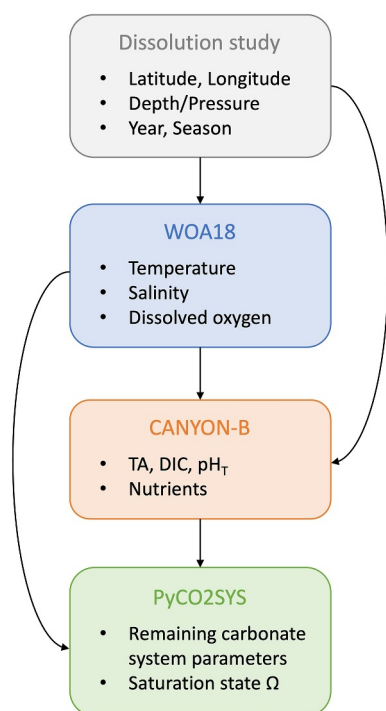 Dissolution study
• Latitude, Longitude
• Depth/Pressure
• Year, Season
WOA18
• Temperature
• Salinity
• Dissolved oxygen
CANYON-B
• TA, DIC, pH_T
• Nutrients
PyCO2SYS
• Remaining carbonate
system parameters
• Saturation state Ω